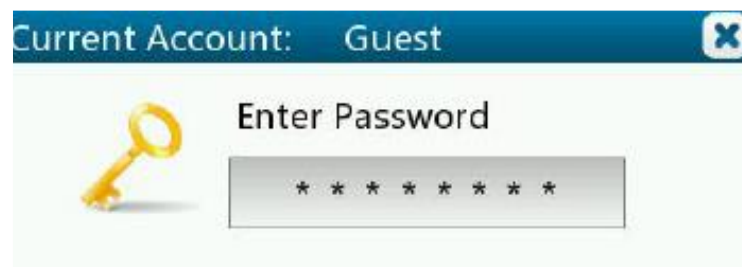 Current Account: Guest
Enter Password
* * * * * * * *